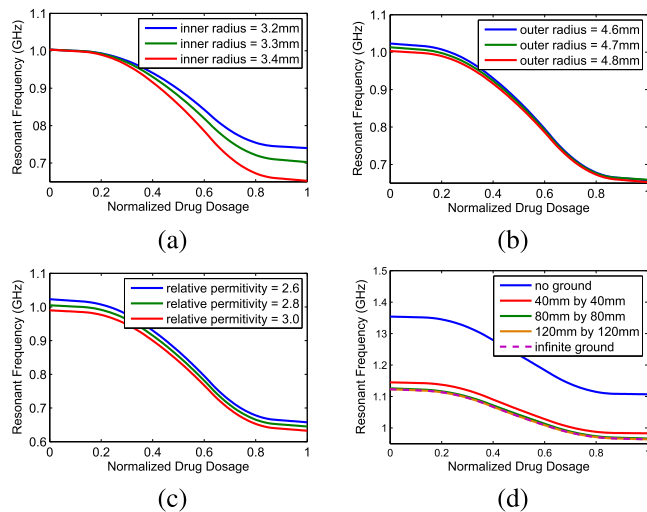 Resonant Frequency (GHz)
1.1
1.0
0.9
0.8
0.7
inner radius = 3.2mm
inner radius = 3.3mm
inner radius = 3.4mm
0 0.2 0.4 0.6 0.8 1
Normalized Drug Dosage
(a)
Resonant Frequency (GHz)
1.1
1.0
0.9
0.8
0.7
outer radius = 4.6mm
outer radius = 4.7mm
outer radius = 4.8mm
0 0.2 0.4 0.6 0.8
Normalized Drug Dosage
(b)
Resonant Frequency (GHz)
1.1
1.0
0.9
0.8
0.7
0.6
relative permitivity = 2.6
relative permitivity = 2.8
relative permitivity = 3.0
0 0.2 0.4 0.6 0.8 1
Normalized Drug Dosage
(c)
Resonant Frequency (GHz)
1.5
1.4
1.3
1.2
1.1
1
no ground
40mm by 40mm
80mm by 80mm
120mm by 120mm
infinite ground
0 0.2 0.4 0.6 0.8 1
Normalized Drug Dosage
(d)